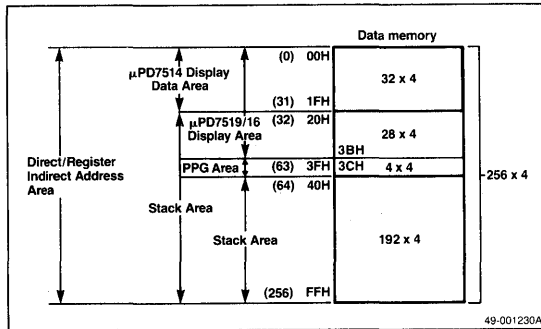 Data memory
(0) 00H
μPD7514 Display
Data Area
32 x 4
(31) 1FH
(32) 20H
μPD7519/16
Display Area
28 x 4
3BH
Direct/Register
Indirect Address
Area
PPG Area
(63) 3FH
3CH
4 x 4
256 x 4
(64) 40H
Stack Area
Stack Area
192 x 4
(256) FFH
49-001230A